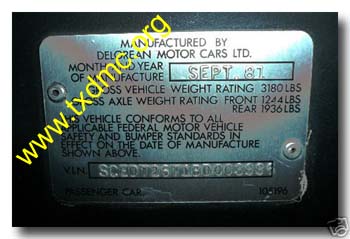 MANUFACTURED BY
DELOREAN MOTOR CARS LTD.
MONTH AND YEAR
OF MANUFACTURE SEPT. 81
GROSS VEHICLE WEIGHT RATING 3180 LBS
GROSS AXLE WEIGHT RATING FRONT 1244 LBS
REAR 1936 LBS
THIS VEHICLE CONFORMS TO ALL
APPLICABLE FEDERAL MOTOR VEHICLE
SAFETY AND BUMPER STANDARDS IN
EFFECT ON THE DATE OF MANUFACTURE
SHOWN ABOVE.
V.I.N.
PASSENGER CAR 105196
www.txdmc.org